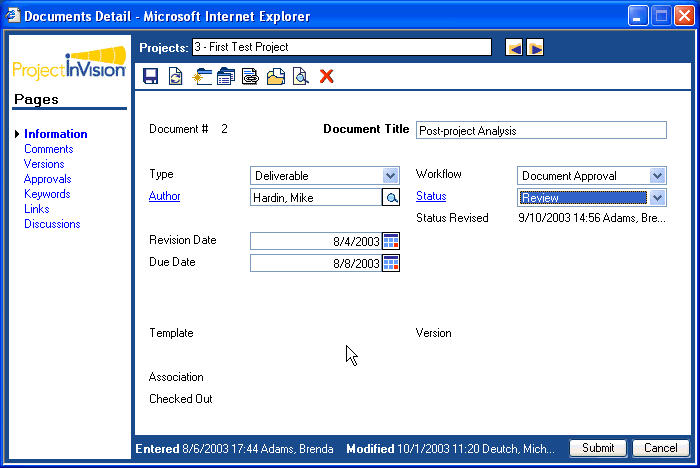 Documents Detail - Microsoft Internet Explorer
Projects: 3 - First Test Project
ProjectinVision
Pages
Information
Comments
Versions
Approvals
Keywords
Links
Discussions
Document # 2 Document Title Post-project Analysis
Type Deliverable Workflow Document Approval
Author Hardin, Mike Status Review
Status Revised 9/10/2003 14:56 Adams, Bre...
Revision Date 8/4/2003
Due Date 8/8/2003
Template Version
Association
Checked Out
Entered 8/6/2003 17:44 Adams, Brenda Modified 10/1/2003 11:20 Deutch, Mich... Submit Cancel